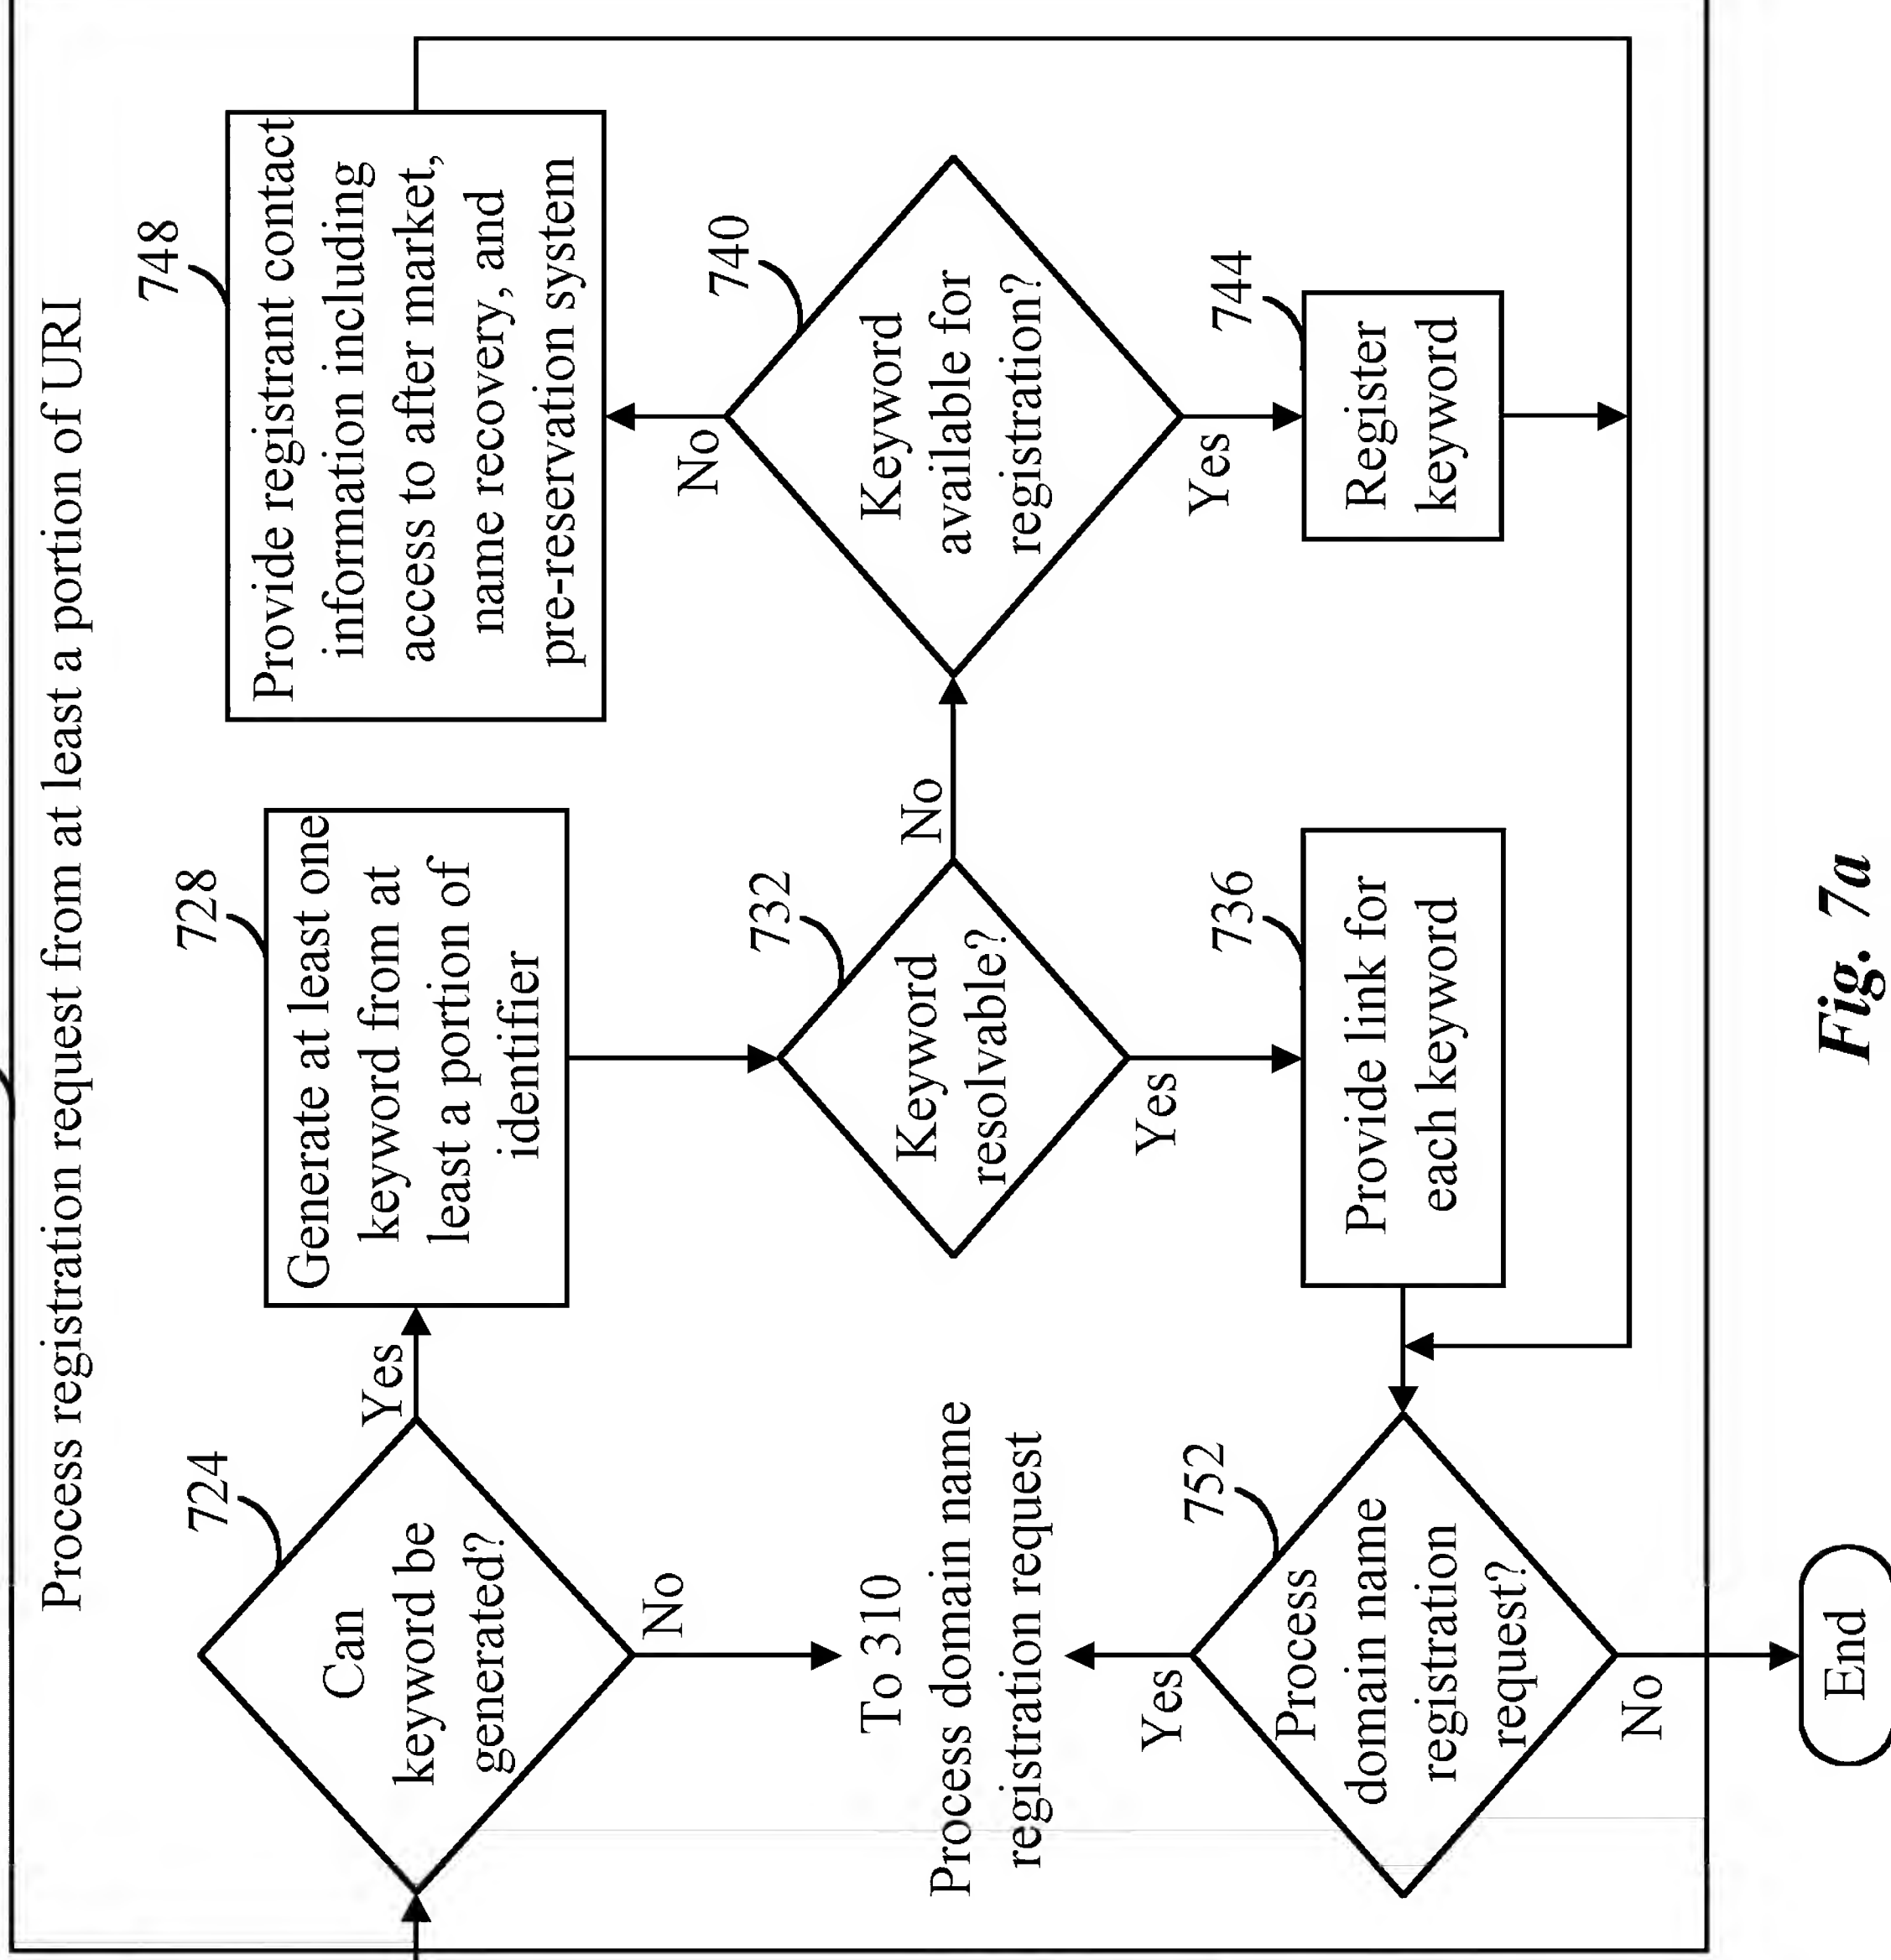 Process registration request from at least a portion of URI
724
Can
keyword be
generated?
Yes
No
728
Generate at least one
keyword from at
least a portion of
identifier
748
Provide registrant contact
information including
access to after market,
name recovery, and
pre-reservation system
732
Keyword
resolvable?
No
Yes
740
Keyword
available for
registration?
No
Yes
To 310
Process domain name
registration request
752
Process
domain name
registration
request?
Yes
No
736
Provide link for
each keyword
744
Register
keyword
End
Fig. 7a